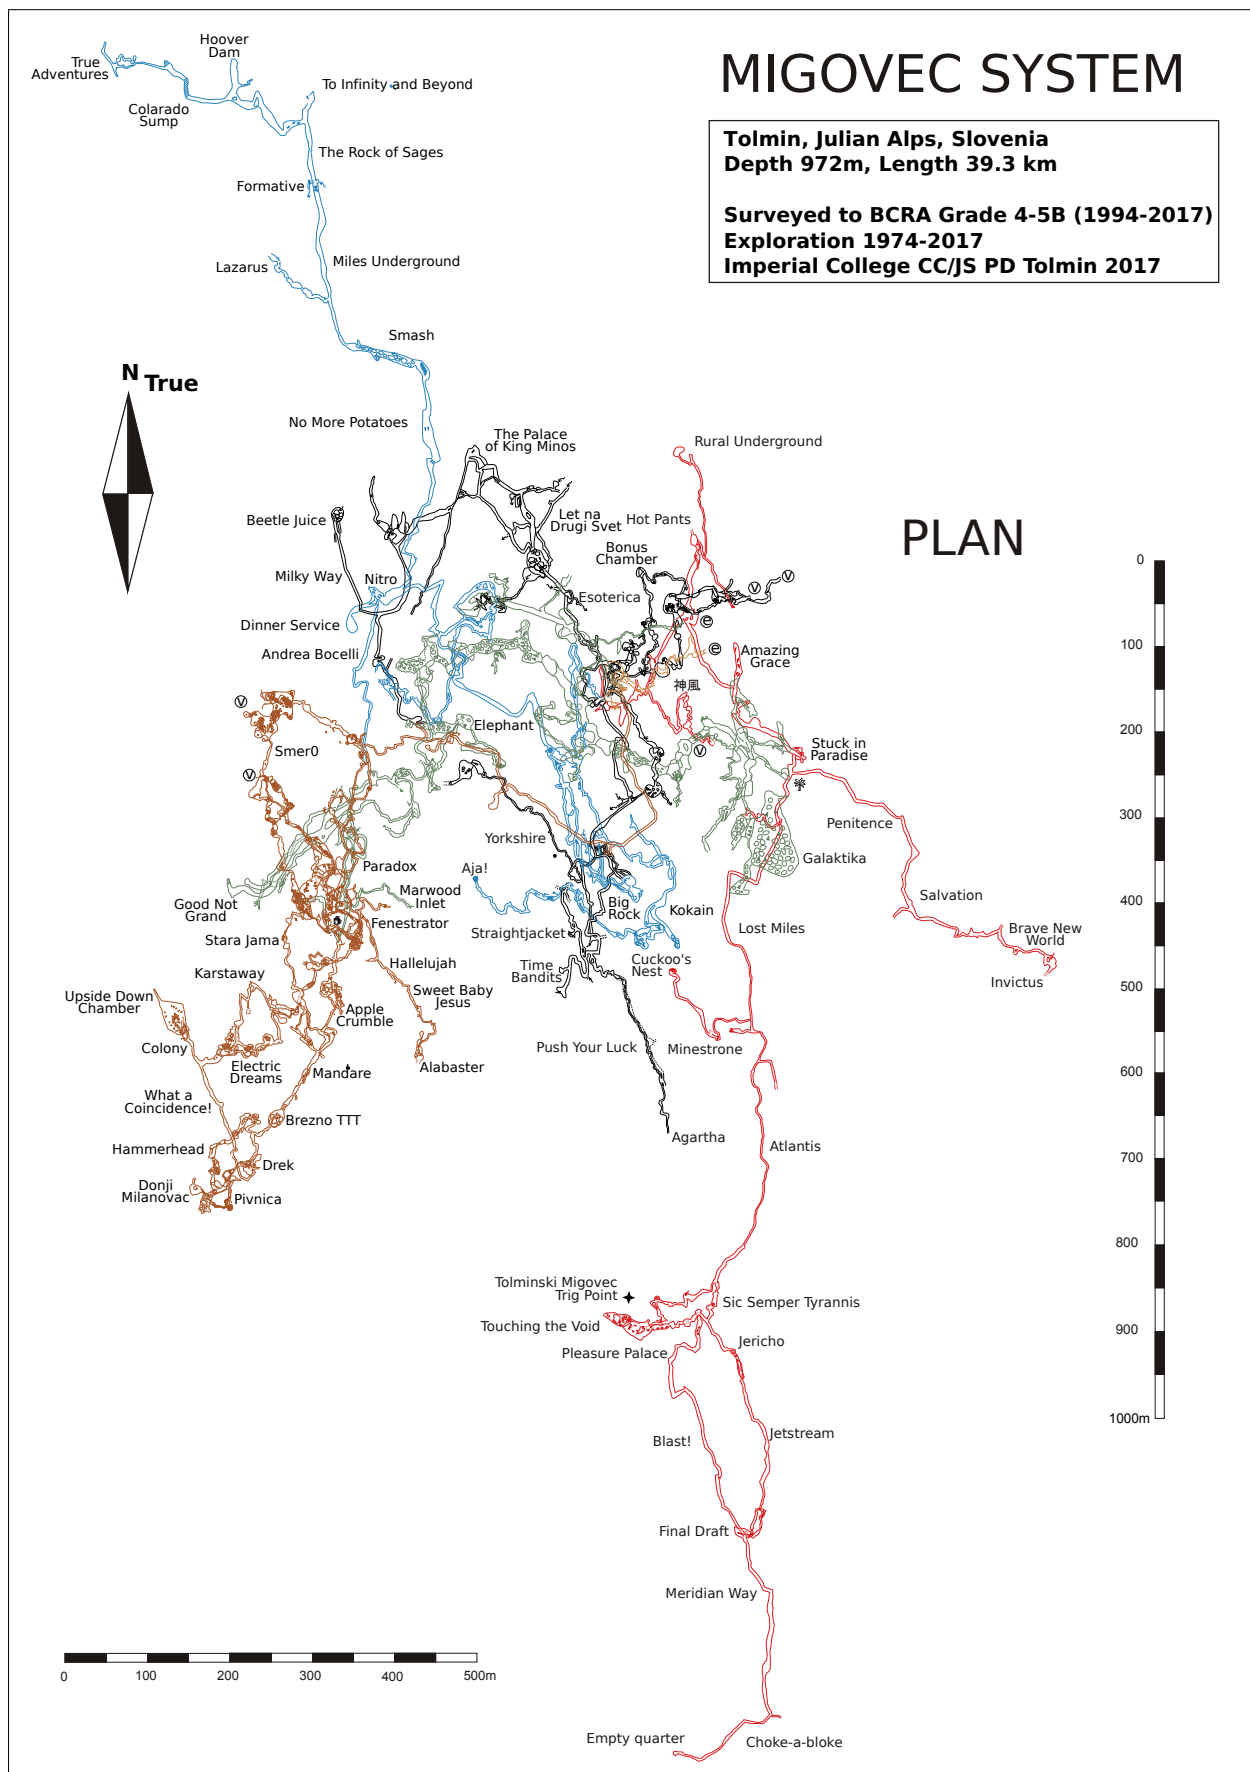 MIGOVEC SYSTEM
Tolmin, Julian Alps, Slovenia
Depth 972m, Length 39.3 km
Surveyed to BCRA Grade 4-5B (1994-2017)
Exploration 1974-2017
Imperial College CC/JS PD Tolmin 2017
Hoover
Dam
True
Adventures
To Infinity and Beyond
Colarado
Sump
The Rock of Sages
Formative
Lazarus
Miles Underground
Smash
N
True
No More Potatoes
The Palace
of King Minos
Rural Underground
Beetle Juice
Let na
Drugi Svet
Hot Pants
PLAN
Bonus
Chamber
Milky Way
Nitro
V
V
Esoterica
Dinner Service
e
e
Andrea Bocelli
Amazing
Grace
神風
V
Elephant
Smer0
V
Stuck in
Paradise
V
Penitence
Yorkshire
Paradox
Aja!
Galaktika
Good Not
Grand
Marwood
Inlet
Fenestrator
Big
Rock
Kokain
Salvation
Stara Jama
Straightjacket
Lost Miles
Brave New
World
Hallelujah
Cuckoo's
Nest
Time
Bandits
Karstaway
Invictus
Upside Down
Chamber
Sweet Baby
Jesus
Apple
Crumble
Colony
Push Your Luck
Minestrone
Electric
Dreams
Mandare
Alabaster
What a
Coincidence!
Brezno TTT
Agartha
Hammerhead
Atlantis
Drek
Donji
Milanovac
Pivnica
Tolminski Migovec
Trig Point
Sic Semper Tyrannis
Touching the Void
Jericho
Pleasure Palace
Blast!
Jetstream
Final Draft
Meridian Way
Empty quarter
Choke-a-bloke
0
100
200
300
400
500
600
700
800
900
1000m
0
100
200
300
400
500m